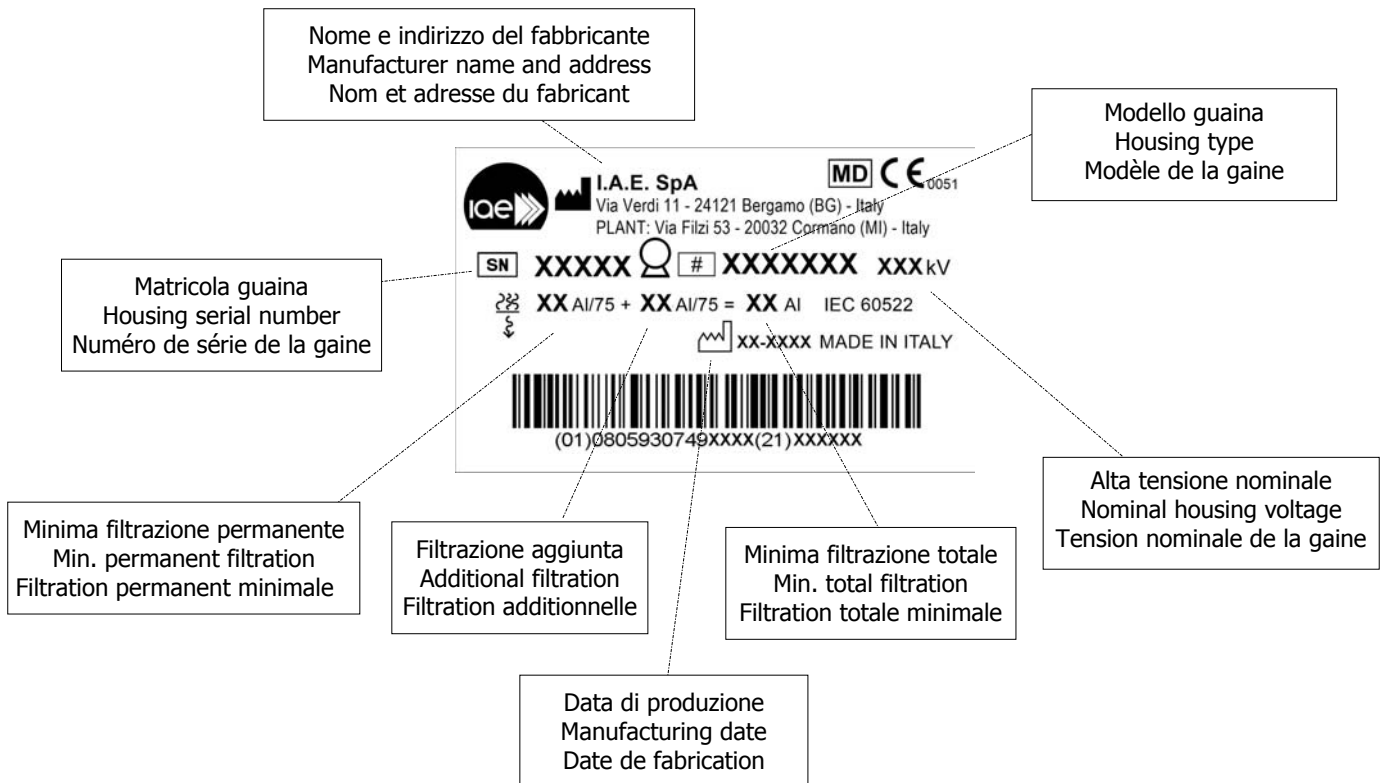 Nome e indirizzo del fabbricante
Manufacturer name and address
Nom et adresse du fabricant
Modello guaina
Housing type
Modèle de la gaine
iae
I.A.E. SpA
MD CE 0051
Via Verdi 11 - 24121 Bergamo (BG) - Italy
PLANT: Via Filzi 53 - 20032 Cormano (MI) - Italy
SN XXXXX # XXXXXXX XXX kV
XX Al/75 + XX Al/75 = XX Al IEC 60522
XX-XXXX MADE IN ITALY
(01)0805930749XXXX(21)XXXXXX
Matricola guaina
Housing serial number
Numéro de série de la gaine
Minima filtrazione permanente
Min. permanent filtration
Filtration permanent minimale
Filtrazione aggiunta
Additional filtration
Filtration additionnelle
Minima filtrazione totale
Min. total filtration
Filtration totale minimale
Alta tensione nominale
Nominal housing voltage
Tension nominale de la gaine
Data di produzione
Manufacturing date
Date de fabrication